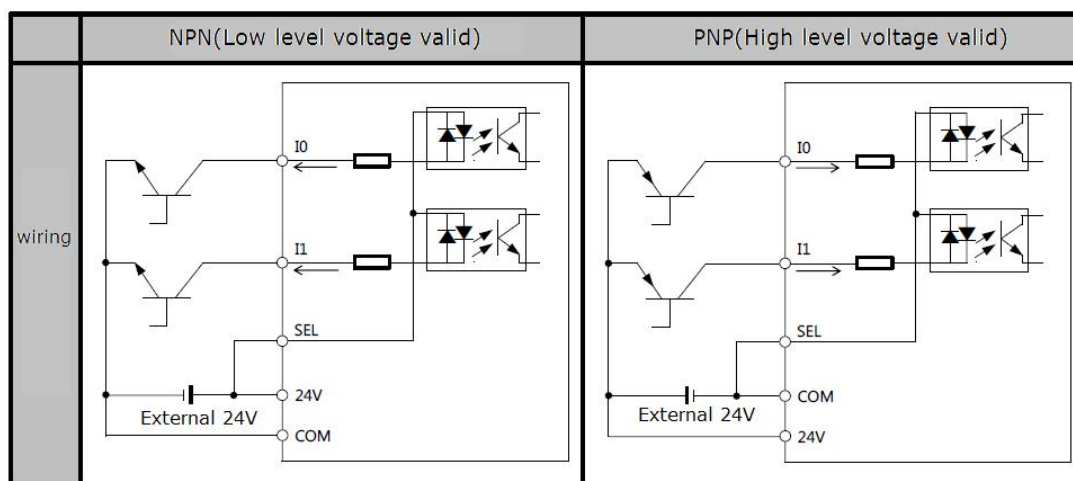 NPN(Low level voltage valid)
PNP(High level voltage valid)
wiring
I0
I1
SEL
24V
External 24V
COM
I0
I1
SEL
COM
External 24V
24V